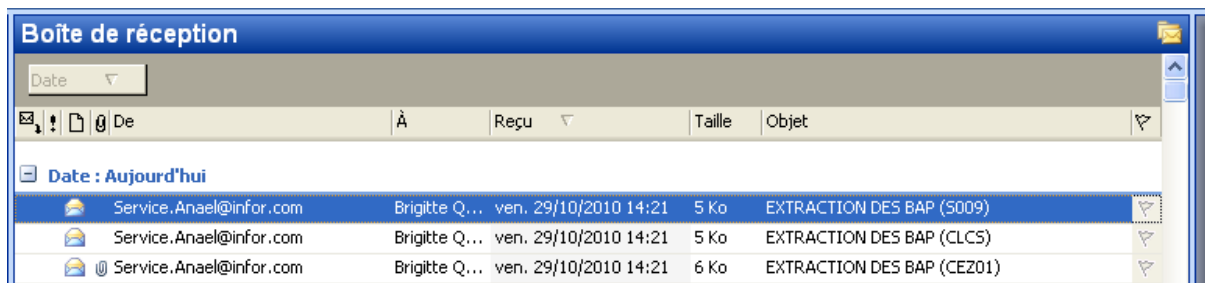 Boîte de réception
Date
De À Reçu Taille Objet
Date : Aujourd'hui
Service.Anael@infor.com Brigitte Q... ven. 29/10/2010 14:21 5 Ko EXTRACTION DES BAP (S009)
Service.Anael@infor.com Brigitte Q... ven. 29/10/2010 14:21 5 Ko EXTRACTION DES BAP (CLCS)
Service.Anael@infor.com Brigitte Q... ven. 29/10/2010 14:21 6 Ko EXTRACTION DES BAP (CEZ01)